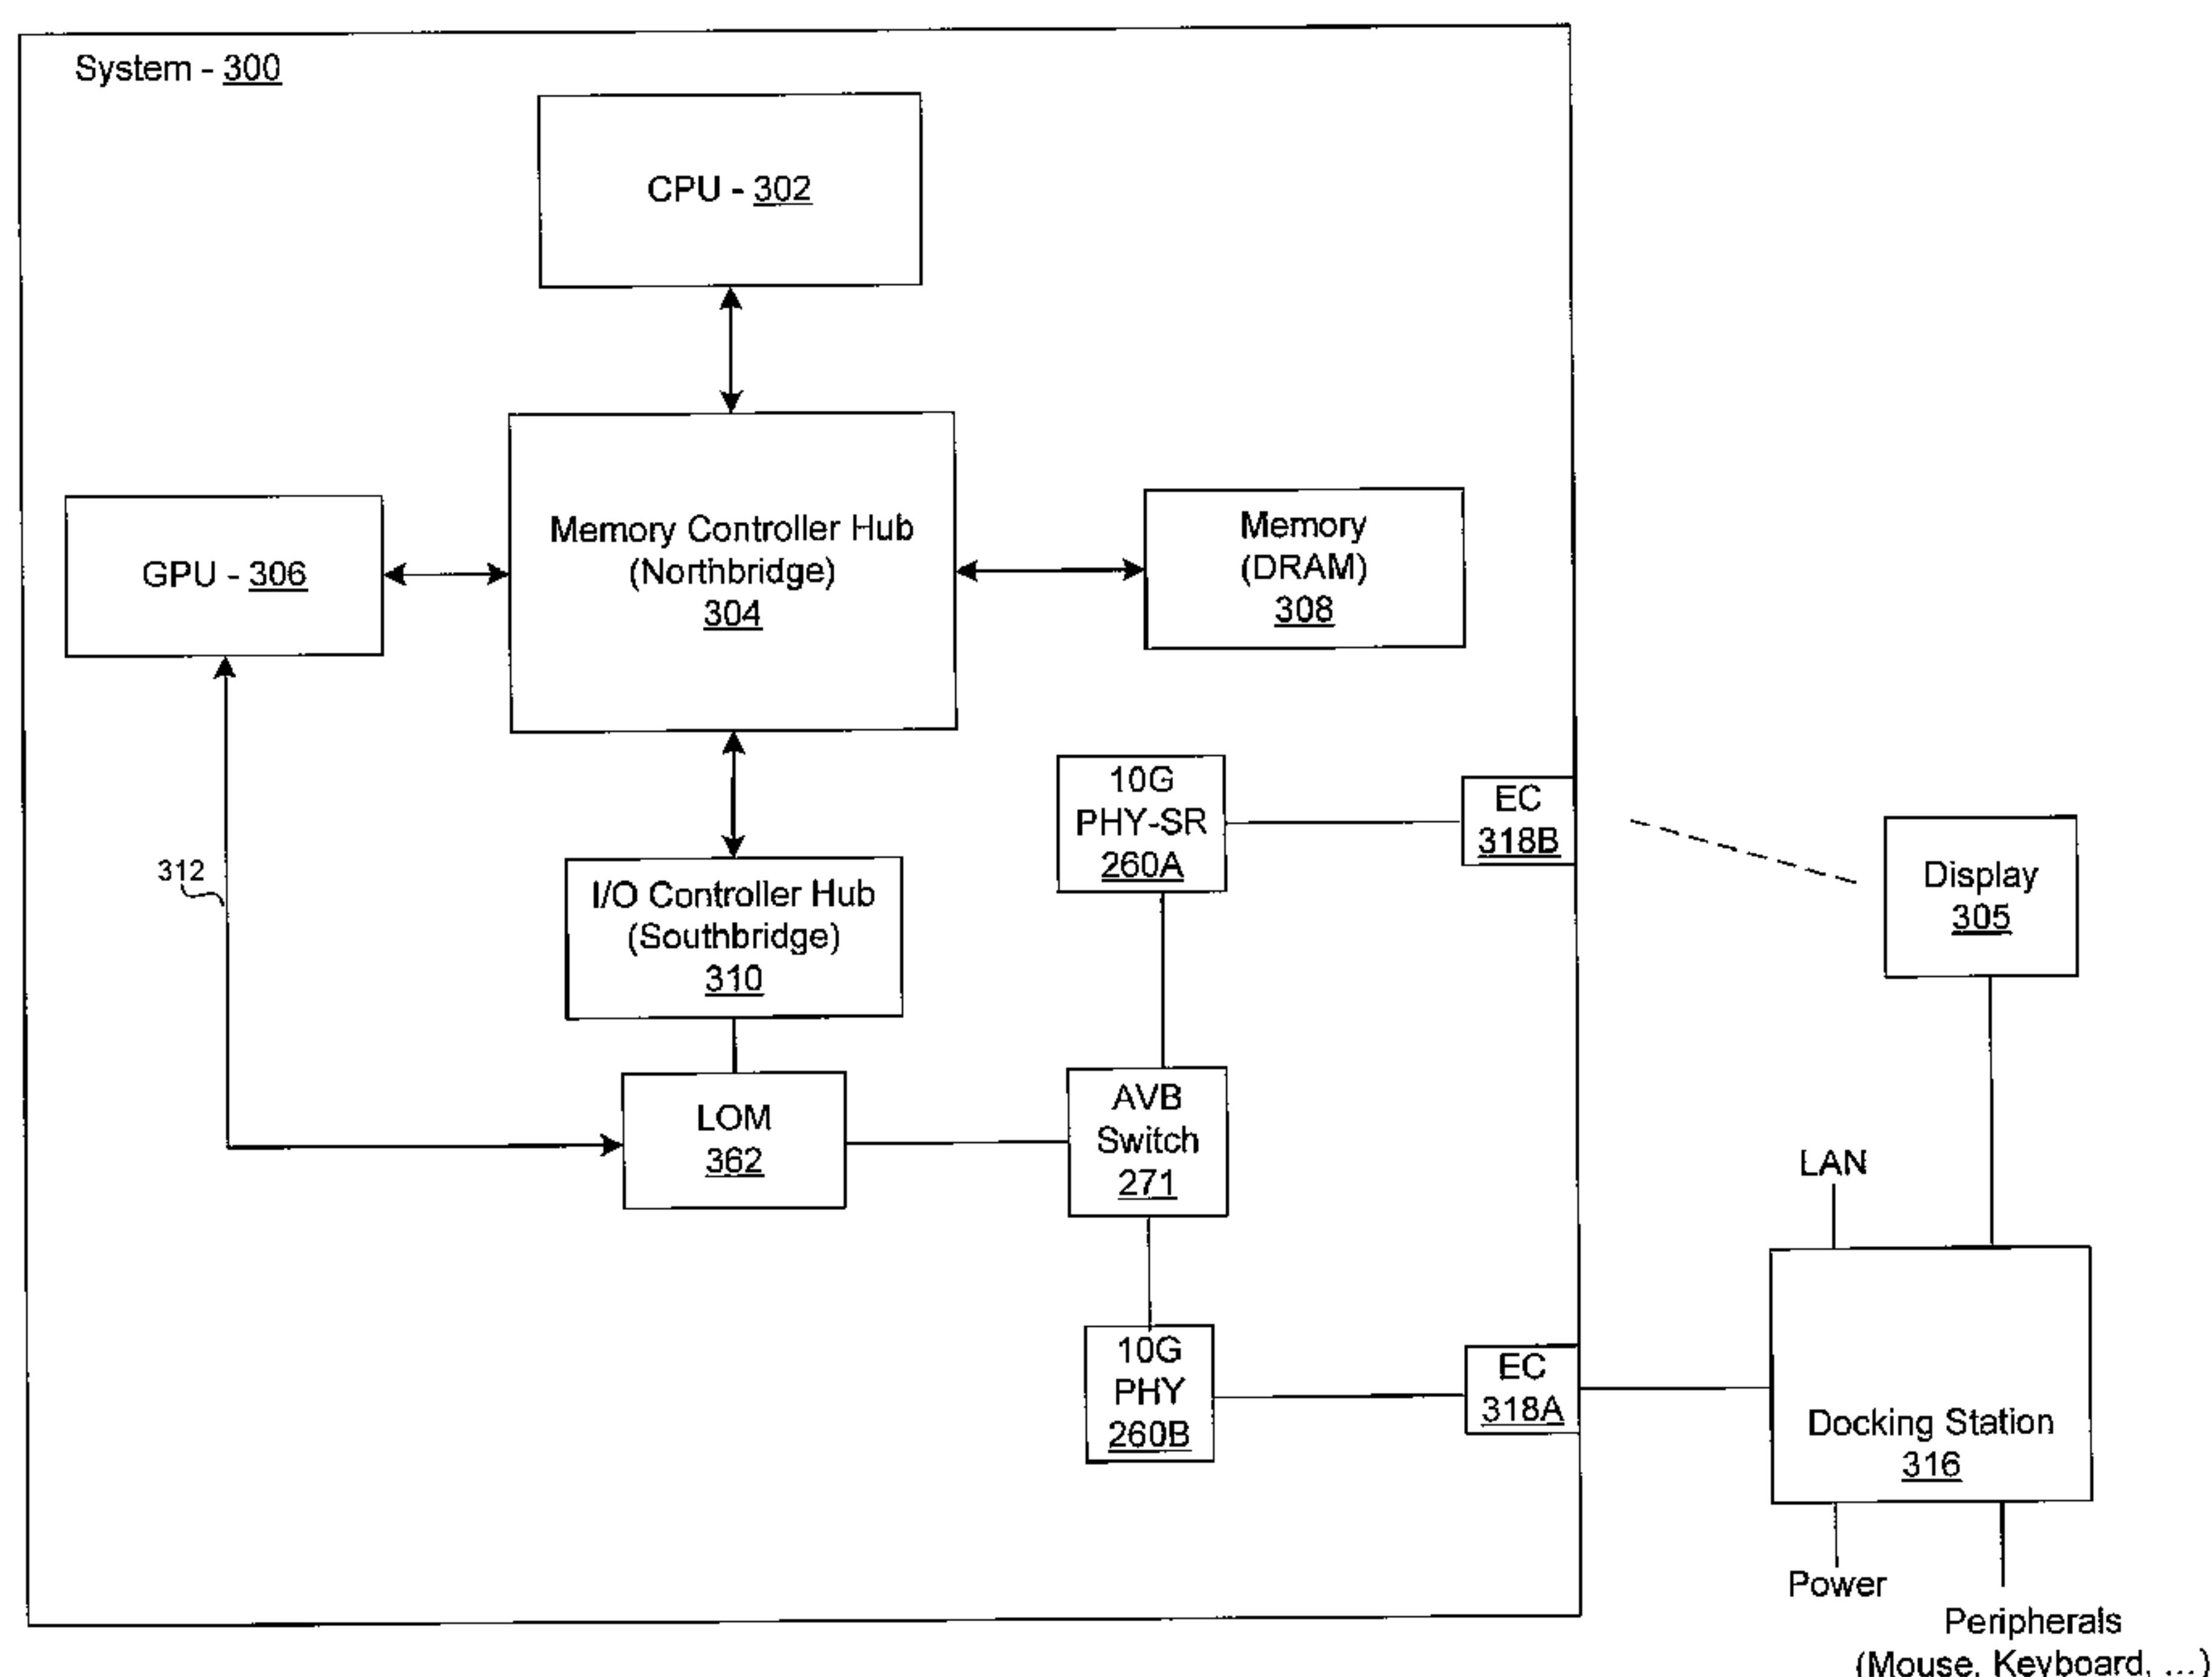 System - 300
CPU - 302
GPU - 306
Memory Controller Hub
(Northbridge)
304
Memory
(DRAM)
308
312
I/O Controller Hub
(Southbridge)
310
10G
PHY-SR
260A
EC
318B
Display
305
LOM
362
AVB
Switch
271
LAN
10G
PHY
260B
EC
318A
Docking Station
316
Power
Peripherals
(Mouse, Keyboard, ...)